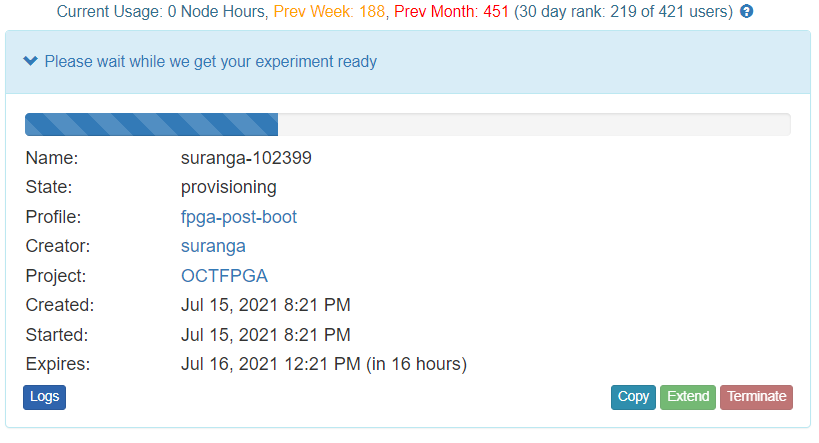 Current Usage: 0 Node Hours, Prev Week: 188, Prev Month: 451 (30 day rank: 219 of 421 users) ?
Please wait while we get your experiment ready
Name: suranga-102399
State: provisioning
Profile: fpga-post-boot
Creator: suranga
Project: OCTFPGA
Created: Jul 15, 2021 8:21 PM
Started: Jul 15, 2021 8:21 PM
Expires: Jul 16, 2021 12:21 PM (in 16 hours)
Logs Copy Extend Terminate